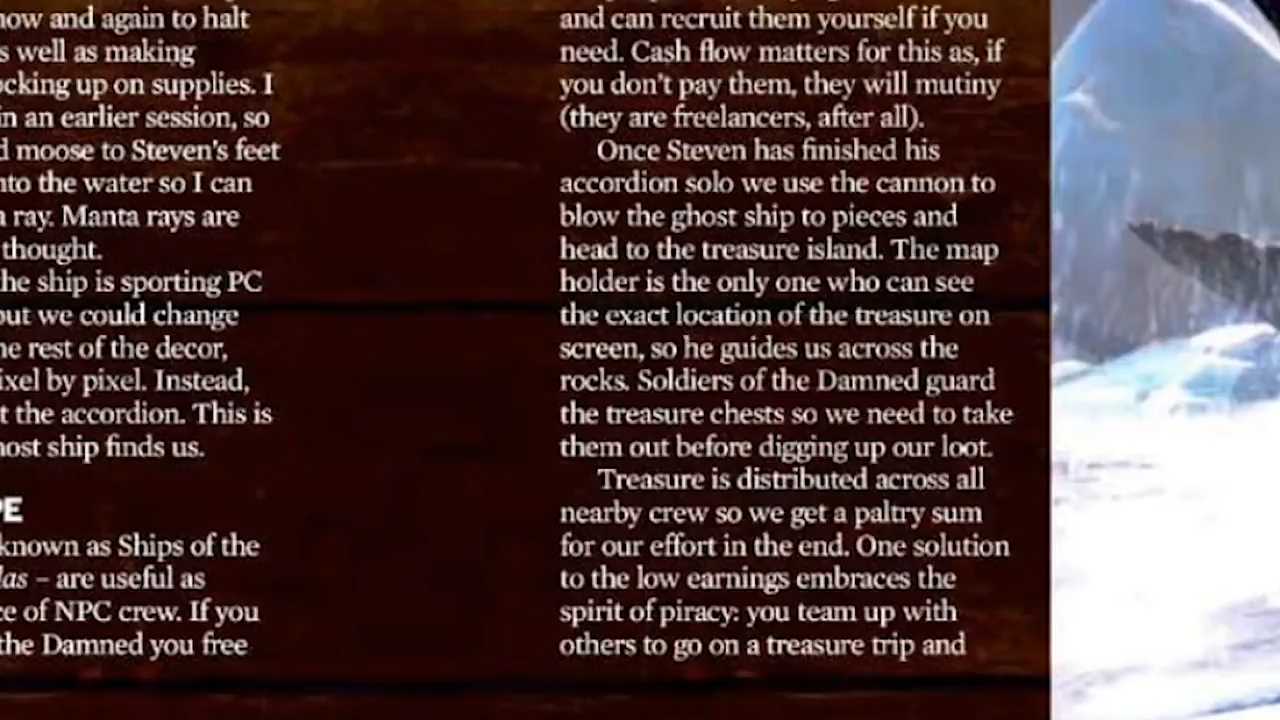 now and again to halt
s well as making
ocking up on supplies. I
in an earlier session, so
d moose to Steven's feet
nto the water so I can
a ray. Manta rays are
thought.
he ship is sporting PC
out we could change
he rest of the decor,
ixel by pixel. Instead,
t the accordion. This is
host ship finds us.
PE
known as Ships of the
las – are useful as
ce of NPC crew. If you
the Damned you free
and can recruit them yourself if you
need. Cash flow matters for this as, if
you don't pay them, they will mutiny
(they are freelancers, after all).
Once Steven has finished his
accordion solo we use the cannon to
blow the ghost ship to pieces and
head to the treasure island. The map
holder is the only one who can see
the exact location of the treasure on
screen, so he guides us across the
rocks. Soldiers of the Damned guard
the treasure chests so we need to take
them out before digging up our loot.
Treasure is distributed across all
nearby crew so we get a paltry sum
for our effort in the end. One solution
to the low earnings embraces the
spirit of piracy: you team up with
others to go on a treasure trip and